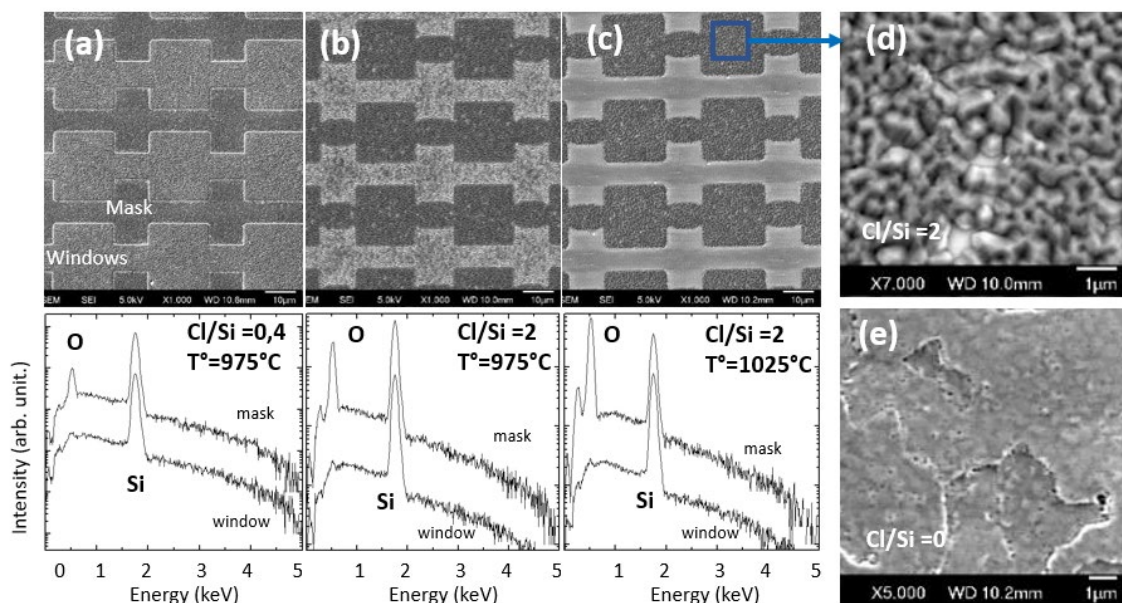 (a)
Mask
Windows
SEM SEI 5.0kV X1.000 WD 10.6mm 10µm
(b)
SEM SEI 5.0kV X1.000 WD 10.0mm 10µm
(c)
SEM SEI 5.0kV X1.000 WD 10.2mm 10µm
(d)
Cl/Si =2
X7.000 WD 10.0mm 1µm
Intensity (arb. unit.)
O
Cl/Si =0,4
T°=975°C
mask
Si
window
0 1 2 3 4 5
Energy (keV)
O
Cl/Si =2
T°=975°C
mask
Si
window
1 2 3 4 5
Energy (keV)
O
Cl/Si =2
T°=1025°C
mask
Si
window
1 2 3 4 5
Energy (keV)
(e)
Cl/Si =0
X5.000 WD 10.2mm 1µm